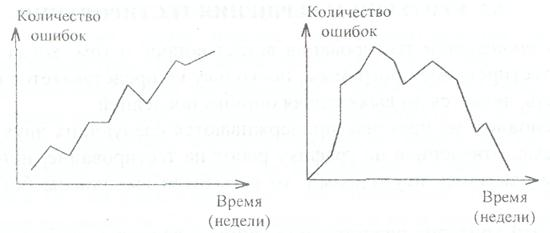 Количество
ошибок
Время
(недели)
Количество
ошибок
Время
(недели)